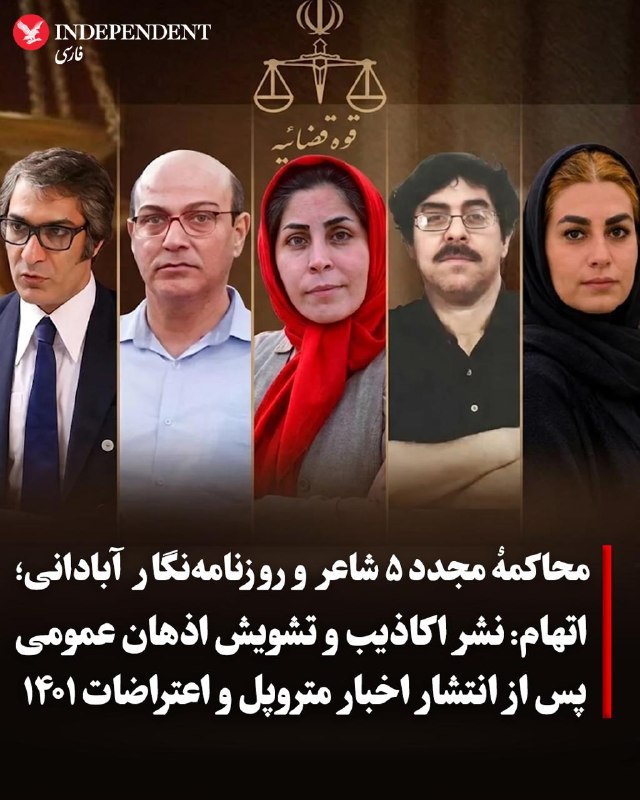 INDEPENDENT
فارسی
قوه قضائیه
محاکمهٔ مجدد ۵ شاعر و روزنامه‌نگار آبادانی؛
اتهام: نشر اکاذیب و تشویش اذهان عمومی
پس از انتشار اخبار متروپل و اعتراضات ۱۴۰۱